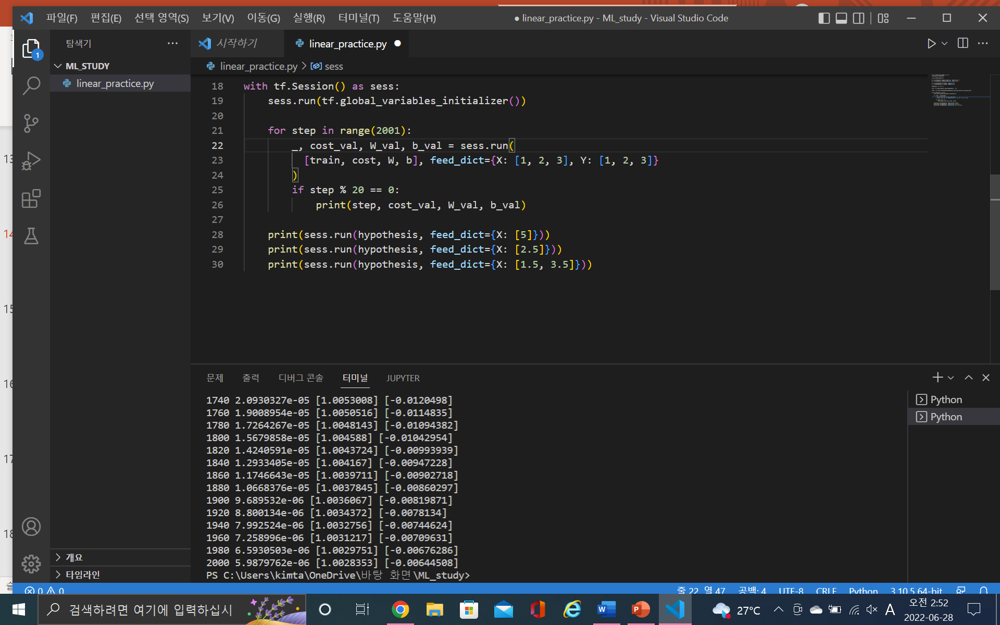 파일(F) 편집(E) 선택 영역(S) 보기(V) 이동(G) 실행(R) 터미널(T) 도움말(H)
● linear_practice.py - ML_study - Visual Studio Code
탐색기
시작하기
linear_practice.py ●
1
ML_STUDY
linear_practice.py > sess
linear_practice.py
18 with tf.Session() as sess:
19 sess.run(tf.global_variables_initializer())
20
21 for step in range(2001):
22 _, cost_val, W_val, b_val = sess.run(
23 [train, cost, W, b], feed_dict={X: [1, 2, 3], Y: [1, 2, 3]}
24 )
25 if step % 20 == 0:
26 print(step, cost_val, W_val, b_val)
27
28 print(sess.run(hypothesis, feed_dict={X: [5]}))
29 print(sess.run(hypothesis, feed_dict={X: [2.5]}))
30 print(sess.run(hypothesis, feed_dict={X: [1.5, 3.5]}))
13
14
15
16
17
18
문제 출력 디버그 콘솔 터미널 JUPYTER
1740 2.0930327e-05 [1.0053008] [-0.0120498]
1760 1.9008954e-05 [1.0050516] [-0.0114835]
1780 1.7264267e-05 [1.0048143] [-0.01094382]
1800 1.5679858e-05 [1.004588] [-0.01042954]
1820 1.4240591e-05 [1.0043724] [-0.00993939]
1840 1.2933405e-05 [1.004167] [-0.00947228]
1860 1.1746643e-05 [1.0039711] [-0.00902718]
1880 1.0668376e-05 [1.0037845] [-0.00860297]
1900 9.689532e-06 [1.0036067] [-0.00819871]
1920 8.800134e-06 [1.0034372] [-0.0078134]
1940 7.992524e-06 [1.0032756] [-0.00744624]
1960 7.258996e-06 [1.0031217] [-0.00709631]
1980 6.5930503e-06 [1.0029751] [-0.00676286]
2000 5.9879762e-06 [1.0028353] [-0.00644508]
PS C:\Users\kimta\OneDrive\바탕 화면\ML_study>
Python
Python
개요
타임라인
0 0
줄 22, 열 47 공백: 4 UTF-8 CRLF Python 3.10.5 64-bit
검색하려면 여기에 입력하십시
27°C
A
오전 2:52
2022-06-28